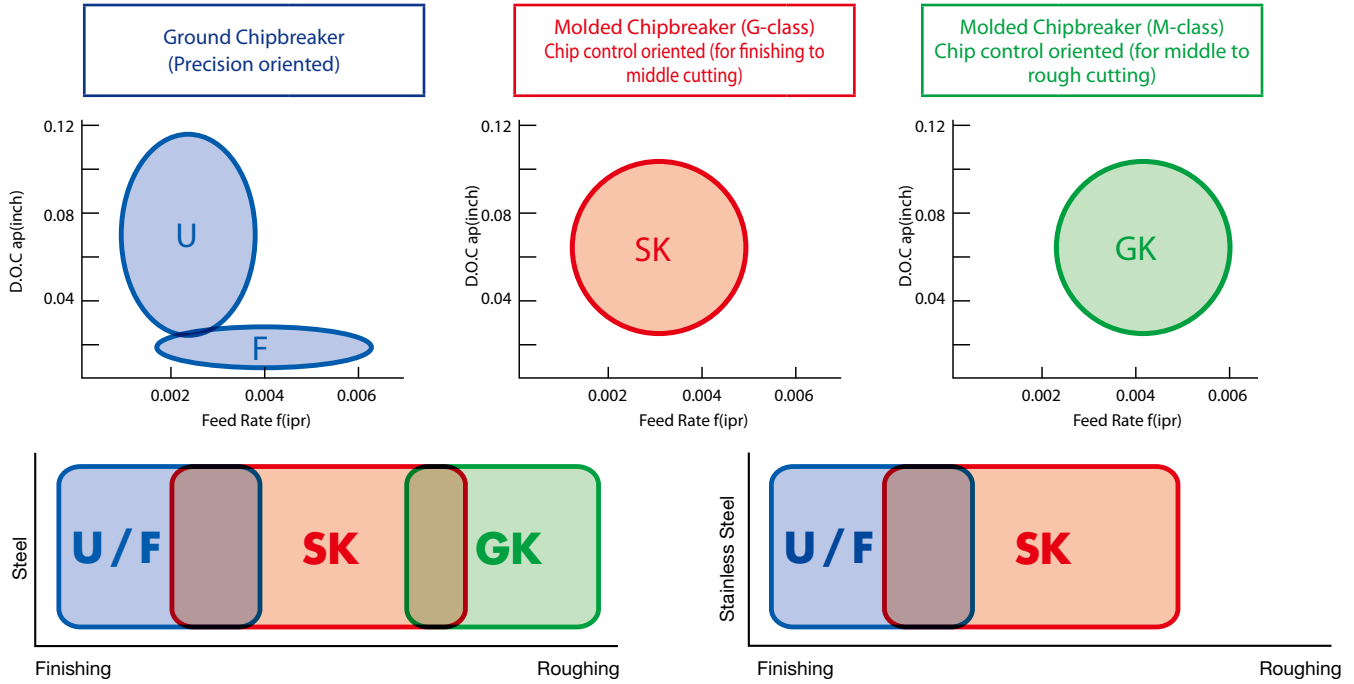 Ground Chipbreaker
(Precision oriented)
Molded Chipbreaker (G-class)
Chip control oriented (for finishing to
middle cutting)
Molded Chipbreaker (M-class)
Chip control oriented (for middle to
rough cutting)
D.O.C ap(inch)
0.12
0.08
0.04
U
F
0.002
0.004
0.006
Feed Rate f(ipr)
D.O.C ap(inch)
0.12
0.08
0.04
SK
0.002
0.004
0.006
Feed Rate f(ipr)
D.O.C ap(inch)
0.12
0.08
0.04
GK
0.002
0.004
0.006
Feed Rate f(ipr)
Steel
U / F
SK
GK
Finishing
Roughing
Stainless Steel
U / F
SK
Finishing
Roughing